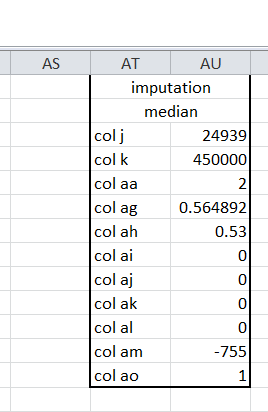 AS AT AU
imputation
median
col j 24939
col k 450000
col aa 2
col ag 0.564892
col ah 0.53
col ai 0
col aj 0
col ak 0
col al 0
col am -755
col ao 1